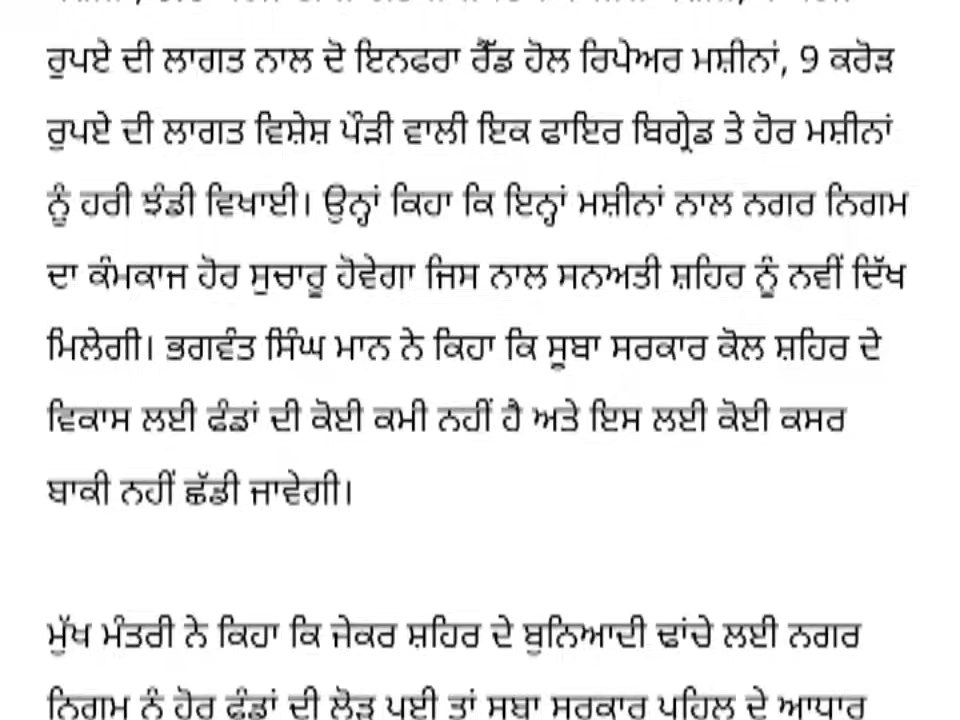 ਰੁਪਏ ਦੀ ਲਾਗਤ ਨਾਲ ਦੋ ਇਨਫਰਾ ਰੈੱਡ ਹੋਲ ਰਿਪੇਅਰ ਮਸ਼ੀਨਾਂ, 9 ਕਰੋੜ
ਰੁਪਏ ਦੀ ਲਾਗਤ ਵਿਸ਼ੇਸ਼ ਪੌੜੀ ਵਾਲੀ ਇਕ ਫਾਇਰ ਬਿਗ੍ਰੇਡ ਤੇ ਹੋਰ ਮਸ਼ੀਨਾਂ
ਨੂੰ ਹਰੀ ਝੰਡੀ ਵਿਖਾਈ। ਉਨ੍ਹਾਂ ਕਿਹਾ ਕਿ ਇਨ੍ਹਾਂ ਮਸ਼ੀਨਾਂ ਨਾਲ ਨਗਰ ਨਿਗਮ
ਦਾ ਕੰਮਕਾਜ ਹੋਰ ਸੁਚਾਰੂ ਹੋਵੇਗਾ ਜਿਸ ਨਾਲ ਸਨਅਤੀ ਸ਼ਹਿਰ ਨੂੰ ਨਵੀਂ ਦਿੱਖ
ਮਿਲੇਗੀ। ਭਗਵੰਤ ਸਿੰਘ ਮਾਨ ਨੇ ਕਿਹਾ ਕਿ ਸੂਬਾ ਸਰਕਾਰ ਕੋਲ ਸ਼ਹਿਰ ਦੇ
ਵਿਕਾਸ ਲਈ ਫੰਡਾਂ ਦੀ ਕੋਈ ਕਮੀ ਨਹੀਂ ਹੈ ਅਤੇ ਇਸ ਲਈ ਕੋਈ ਕਸਰ
ਬਾਕੀ ਨਹੀਂ ਛੱਡੀ ਜਾਵੇਗੀ।
ਮੁੱਖ ਮੰਤਰੀ ਨੇ ਕਿਹਾ ਕਿ ਜੇਕਰ ਸ਼ਹਿਰ ਦੇ ਬੁਨਿਆਦੀ ਢਾਂਚੇ ਲਈ ਨਗਰ
ਨਿਗਮ ਨੂੰ ਹੋਰ ਫੰਡਾਂ ਦੀ ਲੋੜ ਪਈ ਤਾਂ ਸੂਬਾ ਸਰਕਾਰ ਪਹਿਲ ਦੇ ਆਧਾਰ